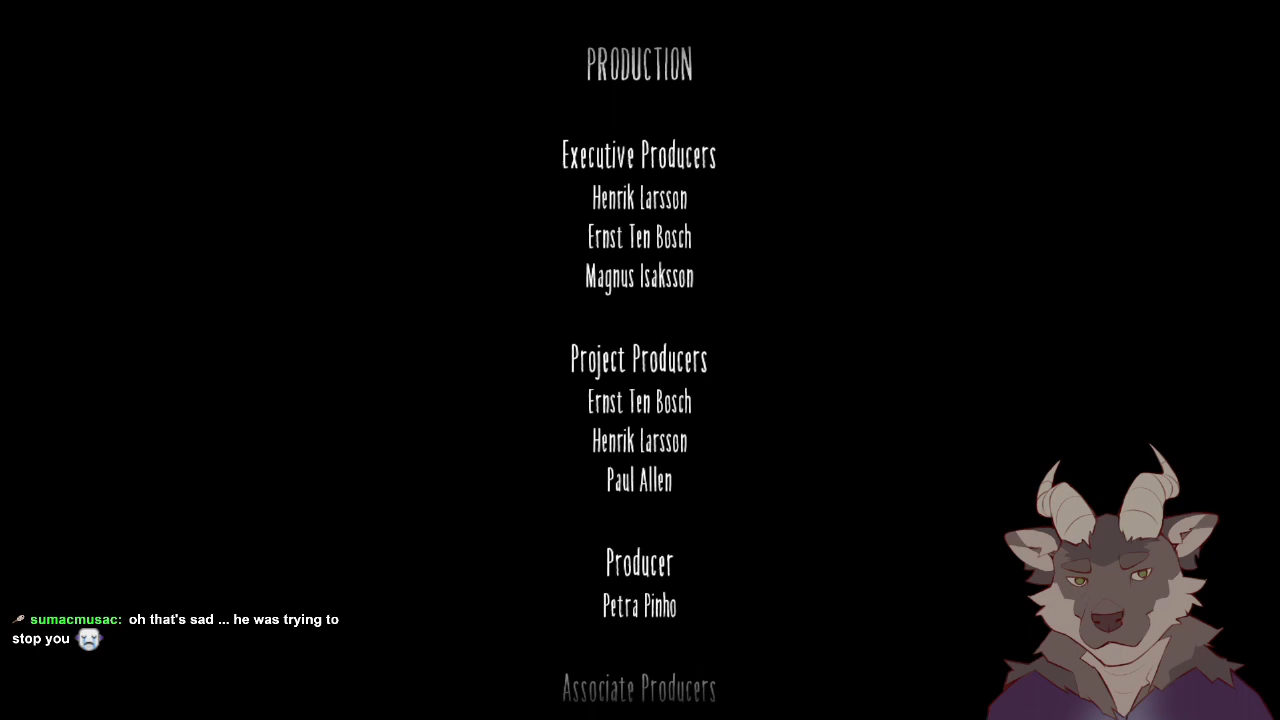 PRODUCTION
Executive Producers
Henrik Larsson
Ernst Ten Bosch
Magnus Isaksson
Project Producers
Ernst Ten Bosch
Henrik Larsson
Paul Allen
Producer
Petra Pinho
sumacmusac: oh that's sad ... he was trying to
stop you
Associate Producers